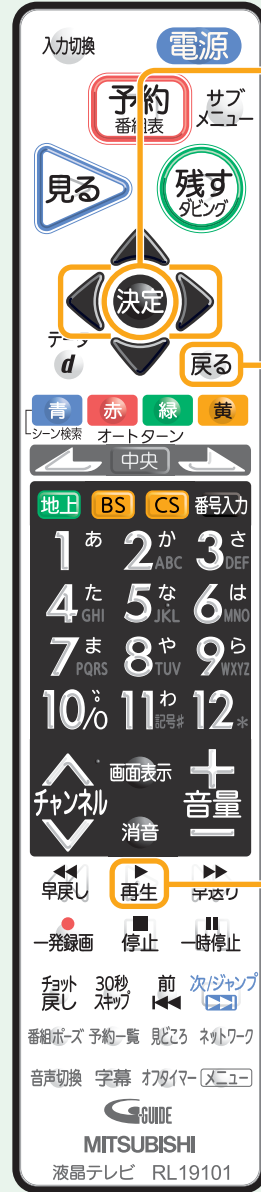 入力切換 電源
予約
番組表
サブ
メニュー
見る
残す
ダビング
決定
データ
d
戻る
青 赤 緑 黄
シーン検索 オートターン
中央
地上 BS CS 番号入力
1 あ 2 か ABC 3 さ DEF
4 た GHI 5 な JKL 6 は MNO
7 ま PQRS 8 や TUV 9 ら WXYZ
10/0 ゛゜ 11 わ 記号# 12 *
チャンネル 画面表示 + 音量
消音 −
早戻し 再生 早送り
一発録画 停止 一時停止
チョット戻し 30秒スキップ 前 次/ジャンプ
番組ポーズ 予約一覧 見どころ ネットワーク
音声切換 字幕 オフタイマー メニュー
G-GUIDE
MITSUBISHI
液晶テレビ RL19101